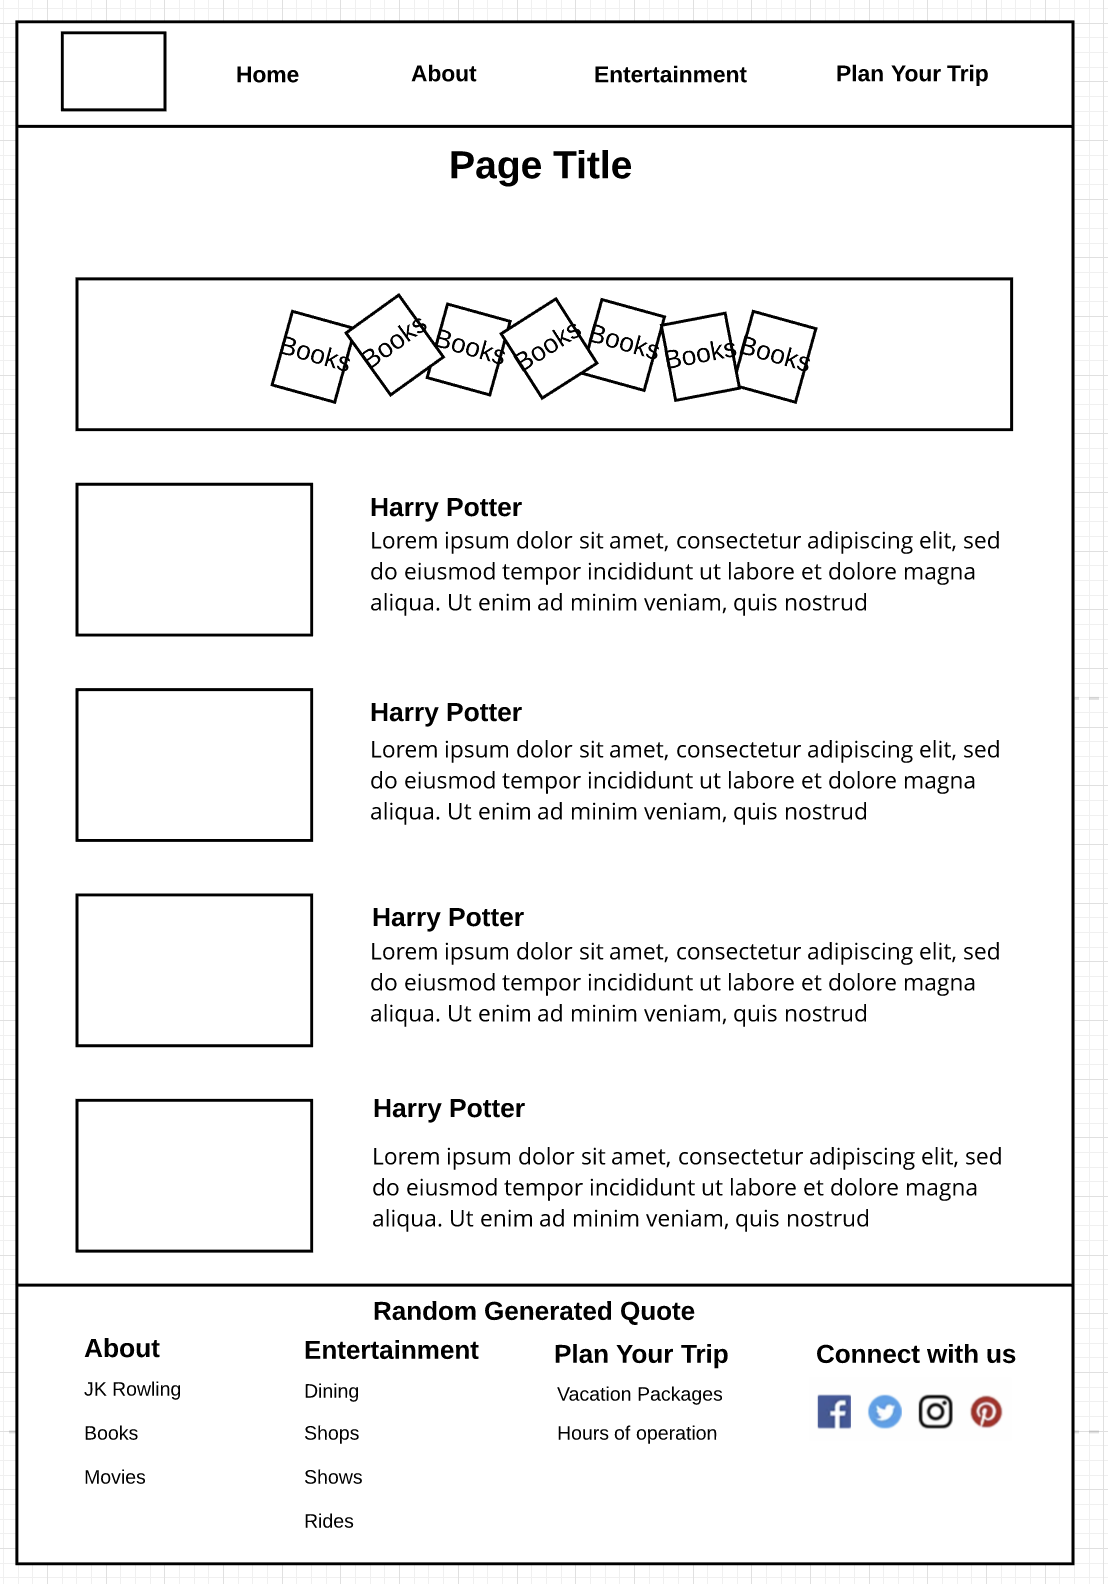 Home About Entertainment Plan Your Trip
Page Title
Books Books Books Books Books Books Books
Harry Potter
Lorem ipsum dolor sit amet, consectetur adipiscing elit, sed
do eiusmod tempor incididunt ut labore et dolore magna
aliqua. Ut enim ad minim veniam, quis nostrud
Harry Potter
Lorem ipsum dolor sit amet, consectetur adipiscing elit, sed
do eiusmod tempor incididunt ut labore et dolore magna
aliqua. Ut enim ad minim veniam, quis nostrud
Harry Potter
Lorem ipsum dolor sit amet, consectetur adipiscing elit, sed
do eiusmod tempor incididunt ut labore et dolore magna
aliqua. Ut enim ad minim veniam, quis nostrud
Harry Potter
Lorem ipsum dolor sit amet, consectetur adipiscing elit, sed
do eiusmod tempor incididunt ut labore et dolore magna
aliqua. Ut enim ad minim veniam, quis nostrud
Random Generated Quote
About
JK Rowling
Books
Movies
Entertainment
Dining
Shops
Shows
Rides
Plan Your Trip
Vacation Packages
Hours of operation
Connect with us